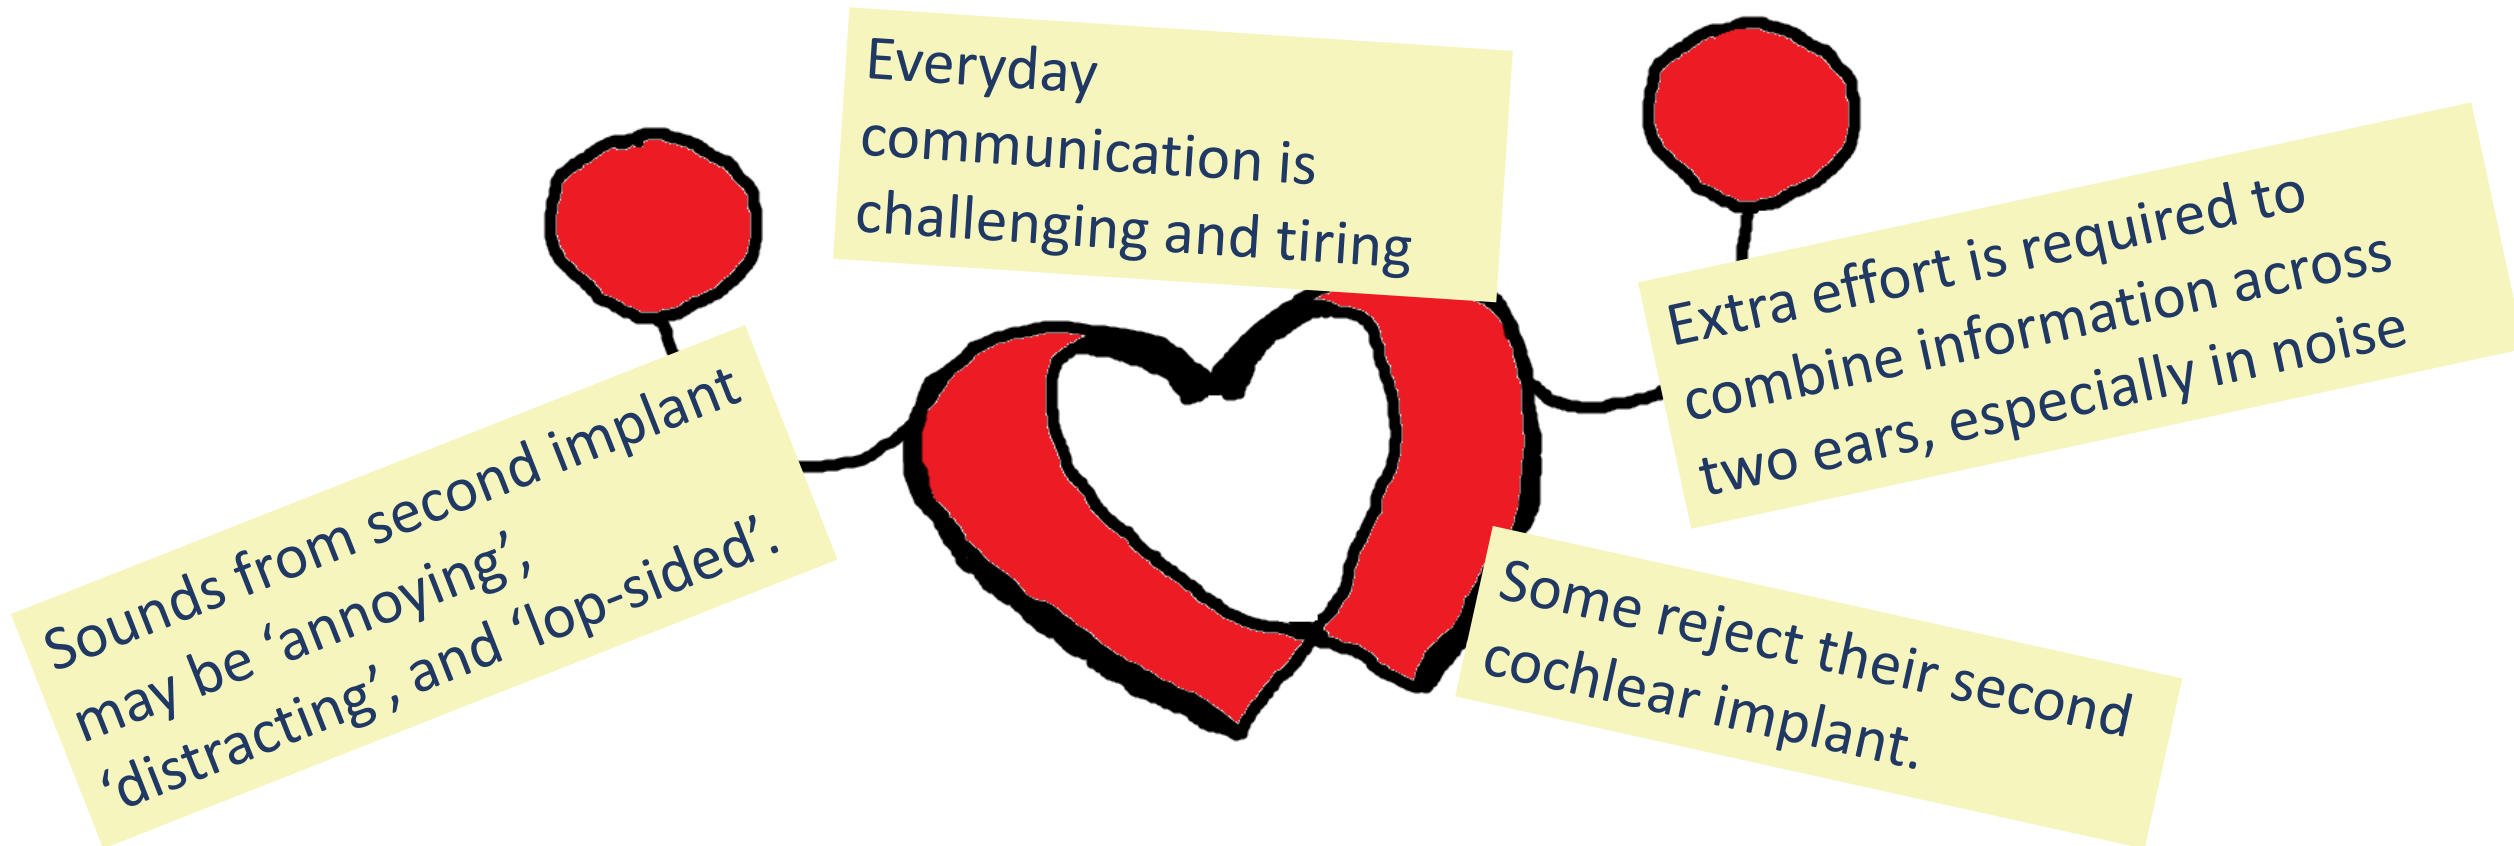 Everyday
communication is
challenging and tiring
Extra effort is required to
combine information across
two ears, especially in noise
Sounds from second implant
may be ‘annoying’,
‘distracting’, and ‘lop-sided’.
Some reject their second
cochlear implant.